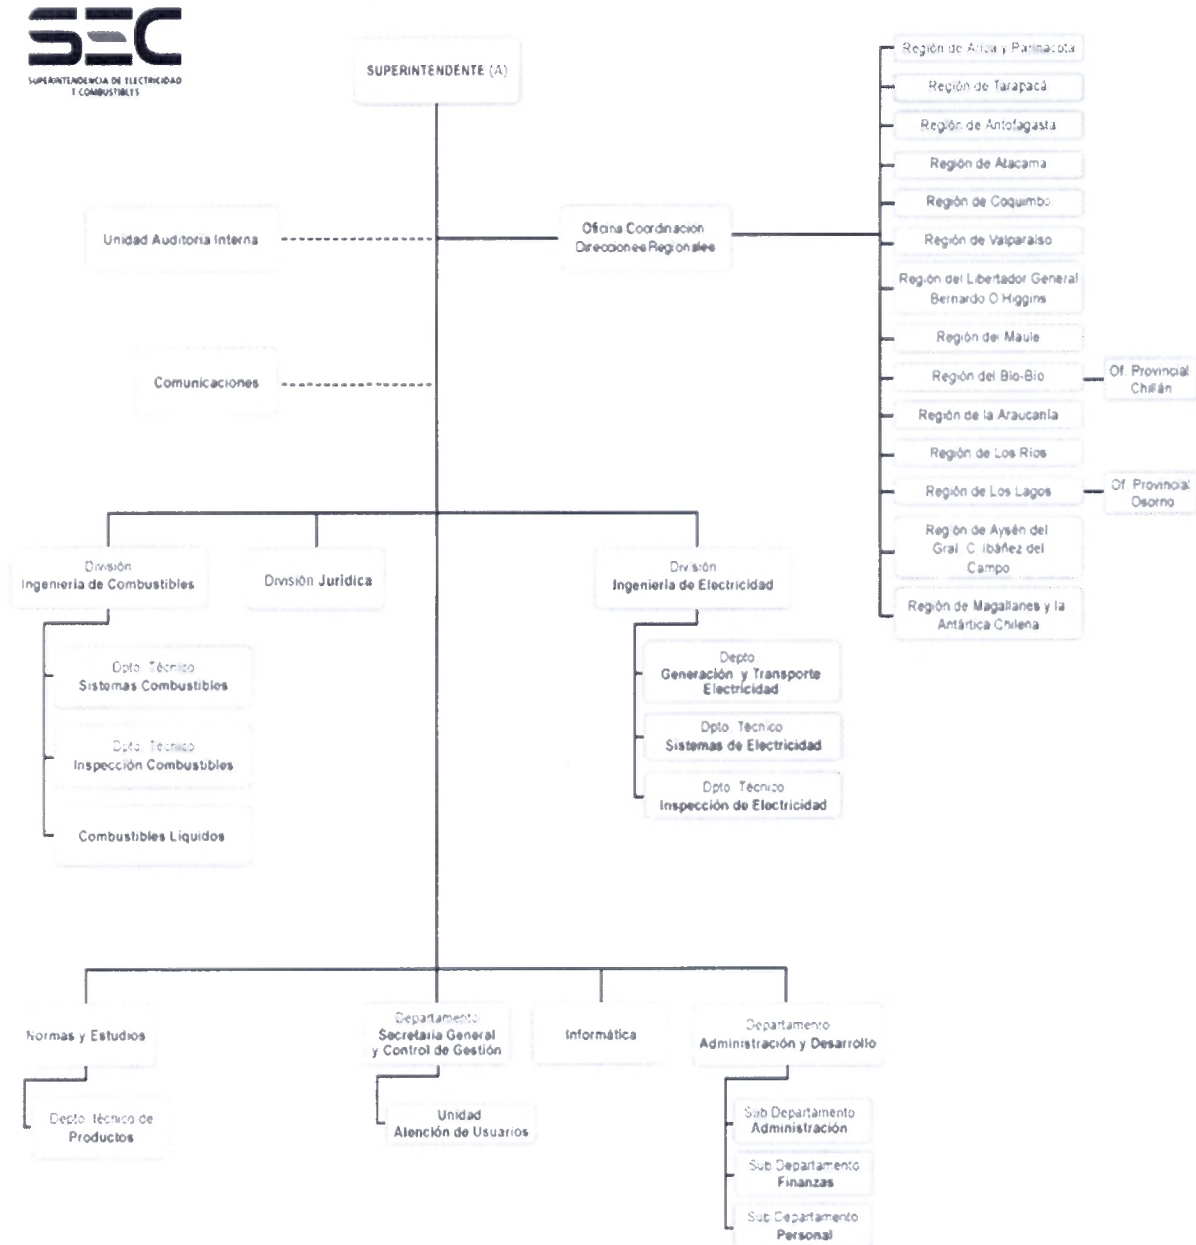 SEC
SUPERINTENDENCIA DE ELECTRICIDAD
Y COMBUSTIBLES
SUPERINTENDENTE (A)
Unidad Auditoría Interna
Oficina Coordinación
Direcciones Regionales
Comunicaciones
Región de Arica y Parinacota
Región de Tarapacá
Región de Antofagasta
Región de Atacama
Región de Coquimbo
Región de Valparaíso
Región del Libertador General
Bernardo O Higgins
Región del Maule
Región del Bio-Bio
Of. Provincial
Chillán
Región de la Araucanía
Región de Los Ríos
Región de Los Lagos
Of. Provincial
Osorno
Región de Aysén del
Gral. C. Ibáñez del
Campo
Región de Magallanes y la
Antártica Chilena
División
Ingeniería de Combustibles
División Jurídica
División
Ingeniería de Electricidad
Dpto. Técnico
Sistemas Combustibles
Dpto. Técnico
Inspección Combustibles
Combustibles Líquidos
Depto.
Generación y Transporte
Electricidad
Dpto. Técnico
Sistemas de Electricidad
Dpto. Técnico
Inspección de Electricidad
Normas y Estudios
Depto. Técnico de
Productos
Departamento
Secretaría General
y Control de Gestión
Unidad
Atención de Usuarios
Informática
Departamento
Administración y Desarrollo
Sub Departamento
Administración
Sub Departamento
Finanzas
Sub Departamento
Personal